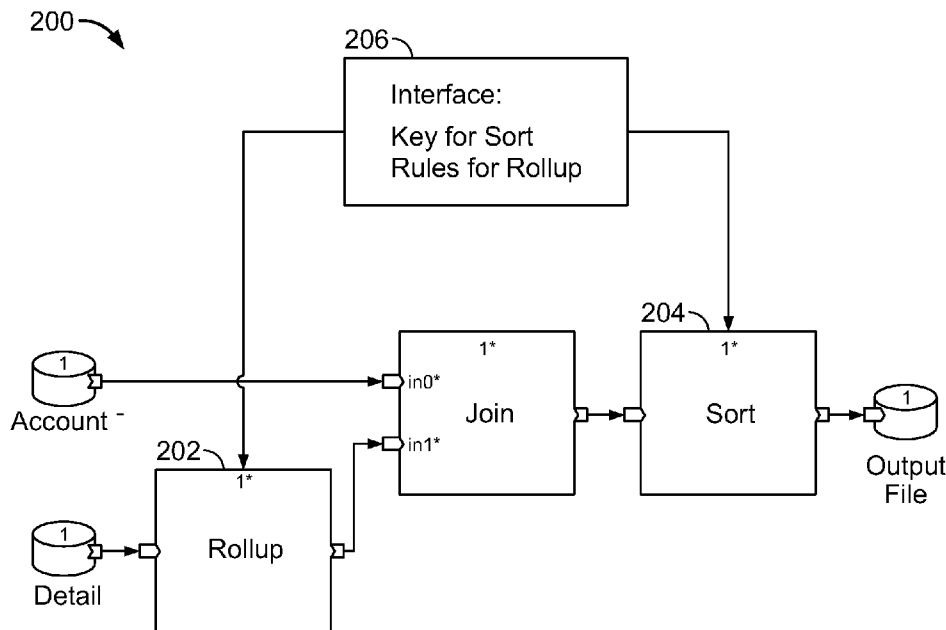 200
206
Interface:
Key for Sort
Rules for Rollup
204
1*
1*
1
in0*
Account -
Join
Sort
1
in1*
Output
File
202
1*
1
Rollup
Detail